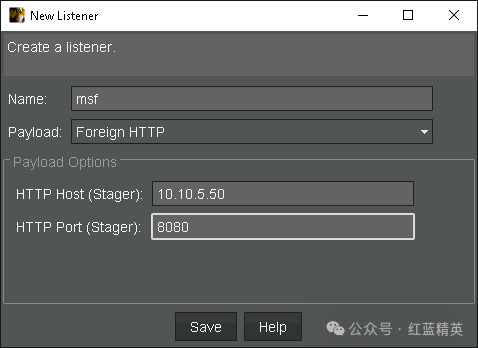 New Listener
Create a listener.
Name: msf
Payload: Foreign HTTP
Payload Options
HTTP Host (Stager): 10.10.5.50
HTTP Port (Stager): 8080
Save Help
公众号 · 红蓝精英